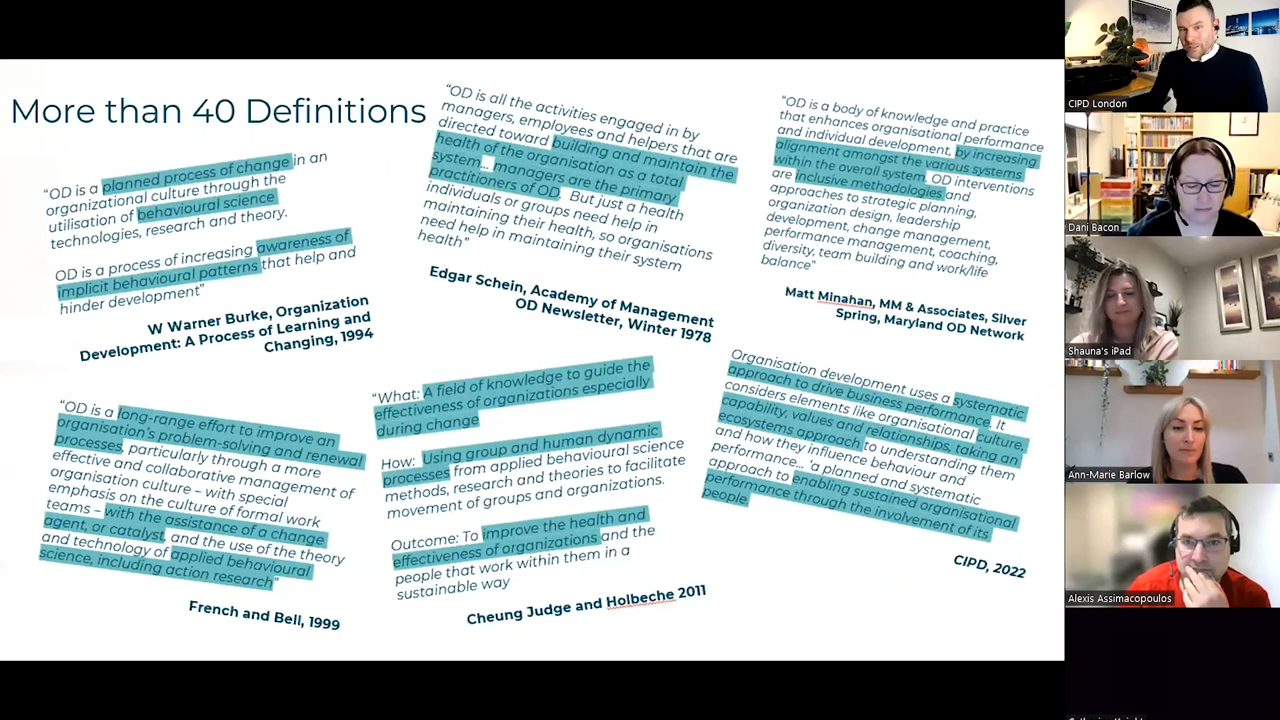 More than 40 Definitions
“OD is a planned process of change in an
organizational culture through the
utilisation of behavioural science
technologies, research and theory.
OD is a process of increasing awareness of
implicit behavioural patterns that help and
hinder development”
W Warner Burke, Organization
Development: A Process of Learning and
Changing, 1994
“OD is all the activities engaged in by
managers, employees and helpers that are
directed toward building and maintain the
health of the organisation as a total
system... managers are the primary
practitioners of OD. But just a health
individuals or groups need help in
maintaining their health, so organisations
need help in maintaining their system
health”
Edgar Schein, Academy of Management
OD Newsletter, Winter 1978
“OD is a body of knowledge and practice
that enhances organisational performance
and individual development, by increasing
alignment amongst the various systems
within the overall system. OD interventions
are inclusive methodologies and
approaches to strategic planning,
organization design, leadership
development, change management,
performance management, coaching,
diversity, team building and work/life
balance”
Matt Minahan, MM & Associates, Silver
Spring, Maryland OD Network
“OD is a long-range effort to improve an
organisation’s problem-solving and renewal
processes, particularly through a more
effective and collaborative management of
organisation culture – with special
emphasis on the culture of formal work
teams – with the assistance of a change
agent, or catalyst, and the use of the theory
and technology of applied behavioural
science, including action research”
French and Bell, 1999
“What: A field of knowledge to guide the
effectiveness of organizations especially
during change
How: Using group and human dynamic
processes from applied behavioural science
methods, research and theories to facilitate
movement of groups and organizations.
Outcome: To improve the health and
effectiveness of organizations and the
people that work within them in a
sustainable way
Cheung Judge and Holbeche 2011
Organisation development uses a systematic
approach to drive business performance. It
considers elements like organisational culture,
capability, values and relationships, taking an
ecosystems approach to understanding them
and how they influence behaviour and
performance... ‘a planned and systematic
approach to enabling sustained organisational
performance through the involvement of its
people
CIPD, 2022
CIPD London
Dani Bacon
Shauna's iPad
Ann-Marie Barlow
Alexis Assimacopoulos